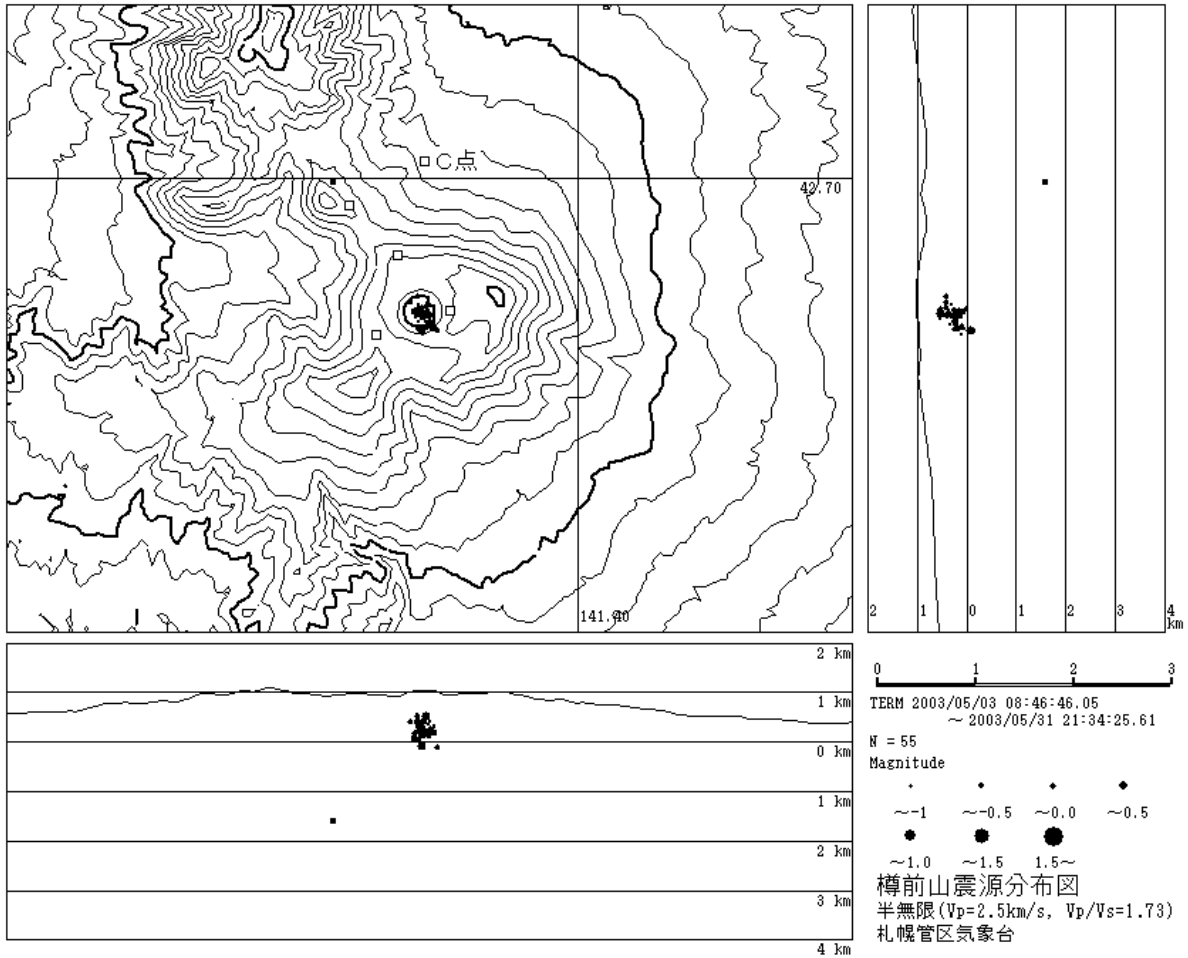 □C点
42.70
141.40
2 1 0 1 2 3 4
km
2 km
1 km
0 km
1 km
2 km
3 km
4 km
0 1 2 3
TERM 2003/05/03 08:46:46.05
～ 2003/05/31 21:34:25.61
N = 55
Magnitude
～-1 ～-0.5 ～0.0 ～0.5
～1.0 ～1.5 1.5～
樽前山震源分布図
半無限(Vp=2.5km/s, Vp/Vs=1.73)
札幌管区気象台